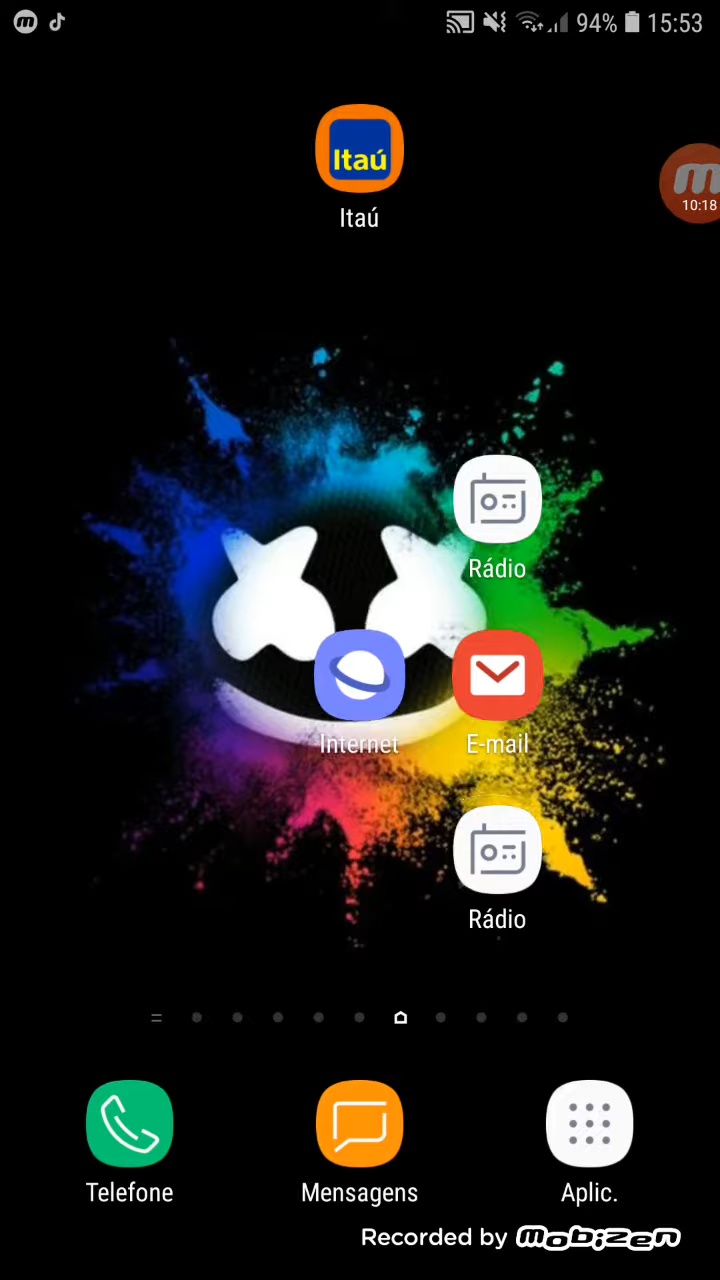 94% 15:53
Itaú
Itaú
10:18
Rádio
Internet
E-mail
Rádio
Telefone
Mensagens
Aplic.
Recorded by mobizen